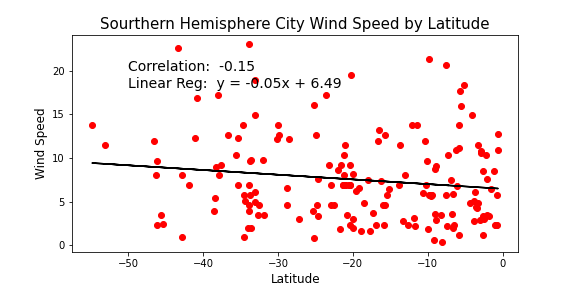 Sourthern Hemisphere City Wind Speed by Latitude
Correlation: -0.15
Linear Reg: y = -0.05x + 6.49
Wind Speed
20
15
10
5
0
−50 −40 −30 −20 −10 0
Latitude